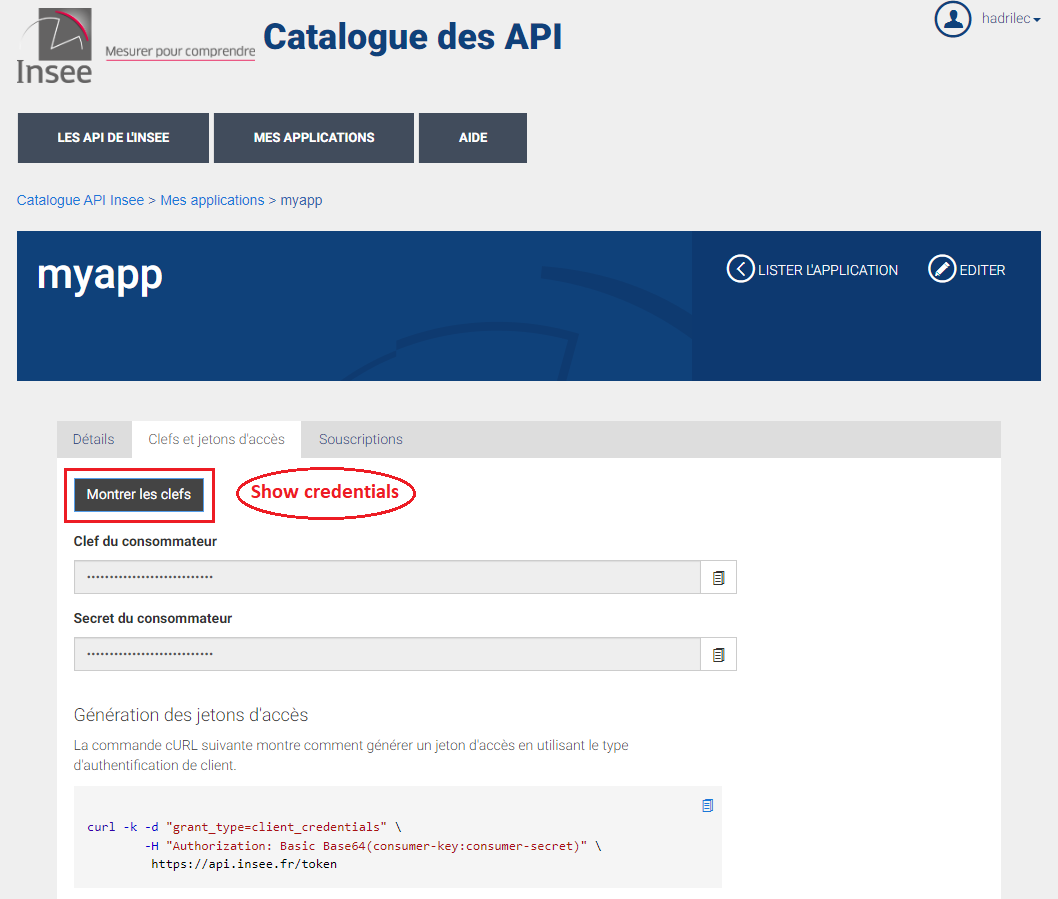 Insee
Mesurer pour comprendre
Catalogue des API
hadrilec
LES API DE L'INSEE
MES APPLICATIONS
AIDE
Catalogue API Insee > Mes applications > myapp
myapp
LISTER L'APPLICATION
EDITER
Détails
Clefs et jetons d'accès
Souscriptions
Montrer les clefs
Show credentials
Clef du consommateur
••••••••••••••••••••••••••••
Secret du consommateur
••••••••••••••••••••••••••••
Génération des jetons d'accès
La commande cURL suivante montre comment générer un jeton d'accès en utilisant le type
d'authentification de client.
curl -k -d "grant_type=client_credentials" \
-H "Authorization: Basic Base64(consumer-key:consumer-secret)" \
https://api.insee.fr/token